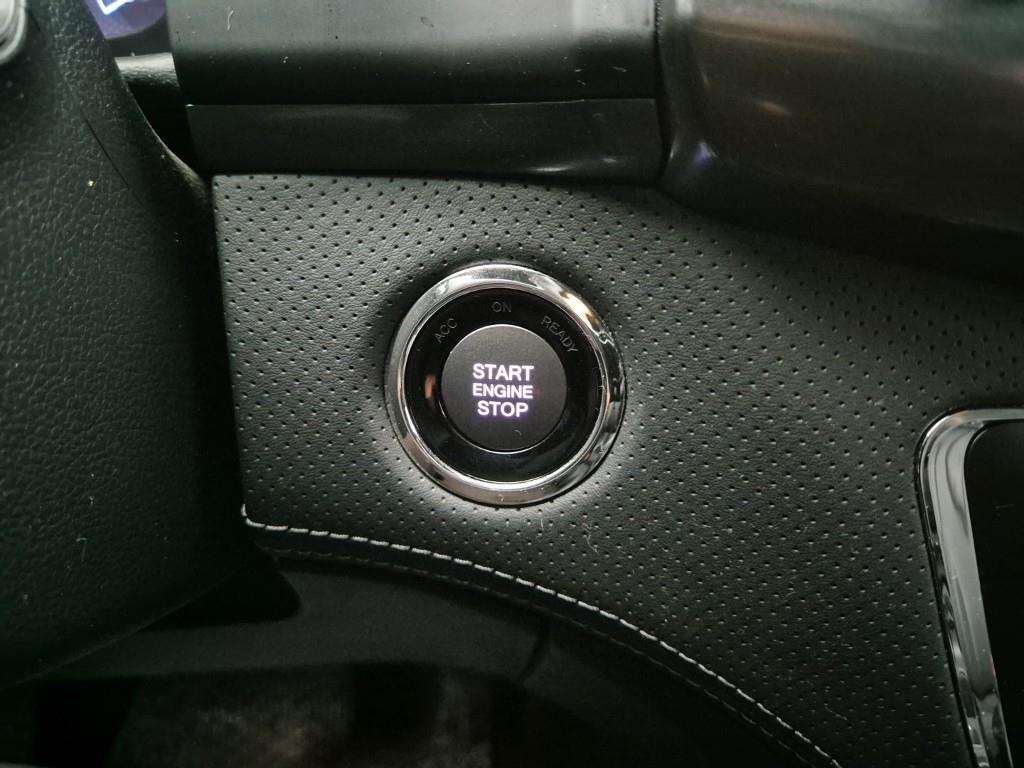 ACC ON READY
START
ENGINE
STOP